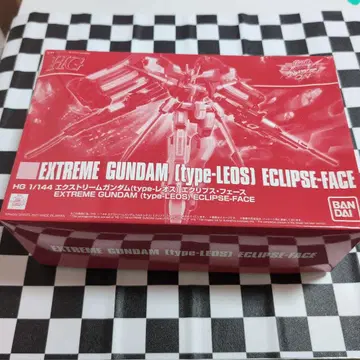 HG
EXTREME GUNDAM (type-LEOS) ECLIPSE-FACE
HG 1/144 エクストリームガンダム(type-レオス)エクリプス・フェース
EXTREME GUNDAM (type-LEOS) ECLIPSE-FACE
BAN
DAI
EXTREME GUNDAM (type-LEOS) ECLIPSE-FACE